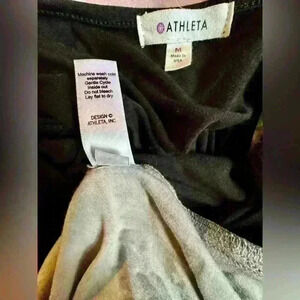 ATHLETA
M
Made In
USA
Machine wash cold
separately
Gentle Cycle
Inside out
Do not bleach
Lay flat to dry
DESIGN ©
ATHLETA, INC.